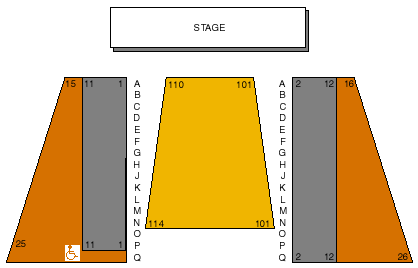 STAGE
15 11 1 A 110 101 A 2 12 16
B B
C C
D D
E E
F F
G G
H H
J J
K K
L L
M M
N 114 101 N
O O
25 11 1 P P
Q Q 2 12 26